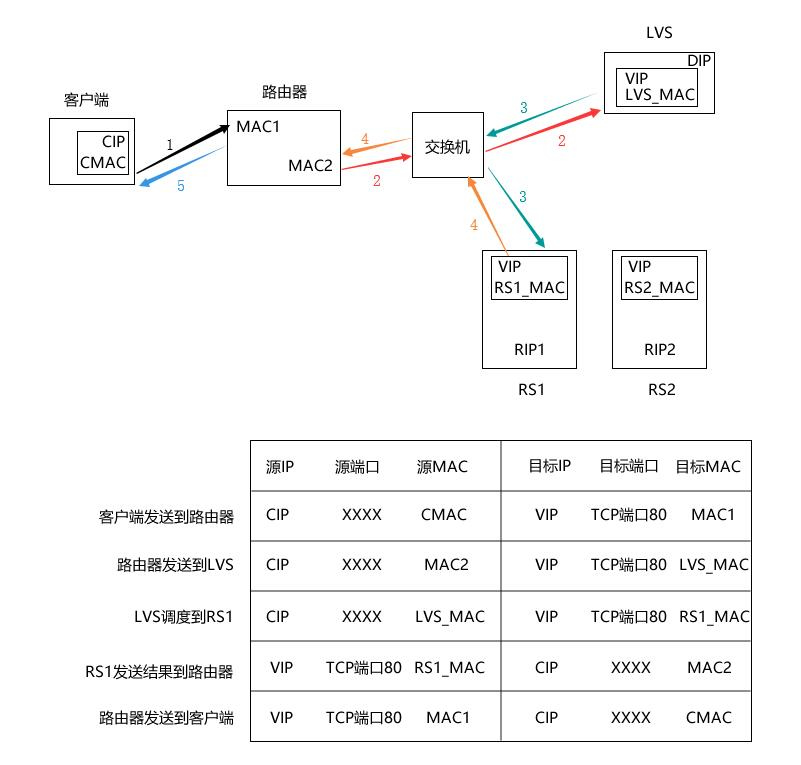 LVS
DIP
VIP
LVS_MAC
客户端
路由器
CIP
CMAC
1
5
MAC1
MAC2
4
2
交换机
3
2
3
4
VIP
RS1_MAC
RIP1
RS1
VIP
RS2_MAC
RIP2
RS2
源IP 源端口 源MAC 目标IP 目标端口 目标MAC
客户端发送到路由器 CIP XXXX CMAC VIP TCP端口80 MAC1
路由器发送到LVS CIP XXXX MAC2 VIP TCP端口80 LVS_MAC
LVS调度到RS1 CIP XXXX LVS_MAC VIP TCP端口80 RS1_MAC
RS1发送结果到路由器 VIP TCP端口80 RS1_MAC CIP XXXX MAC2
路由器发送到客户端 VIP TCP端口80 MAC1 CIP XXXX CMAC